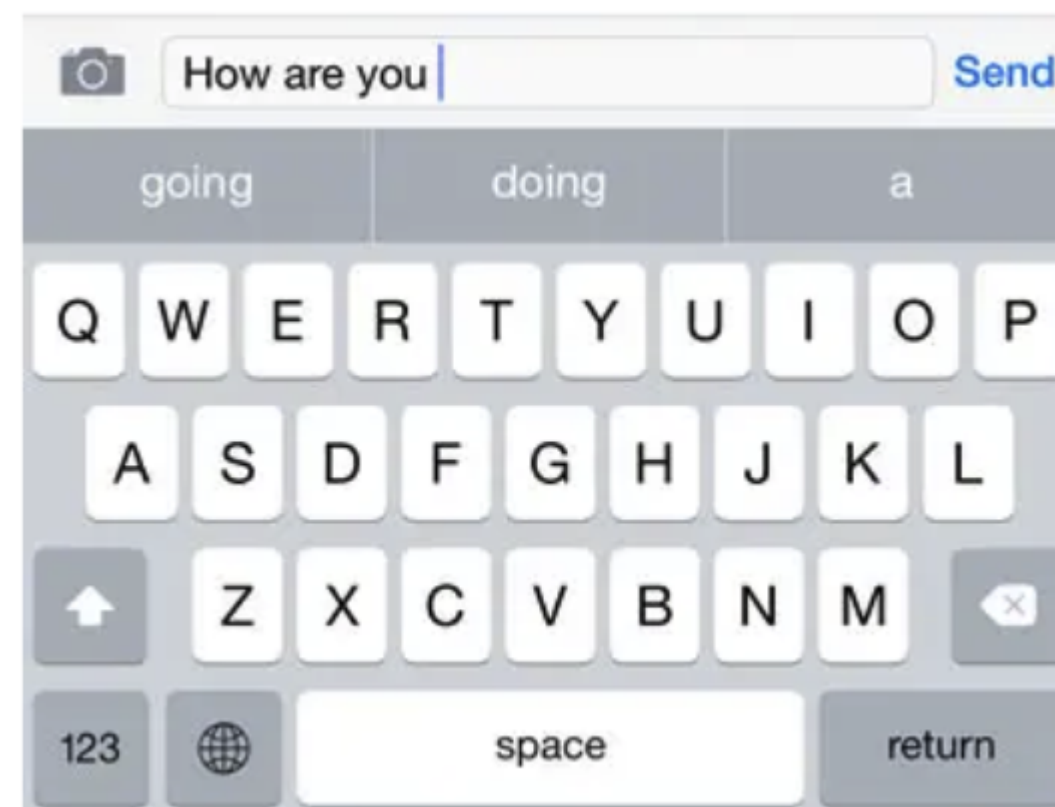 How are you Send
going doing a
Q W E R T Y U I O P
A S D F G H J K L
Z X C V B N M
123 space return